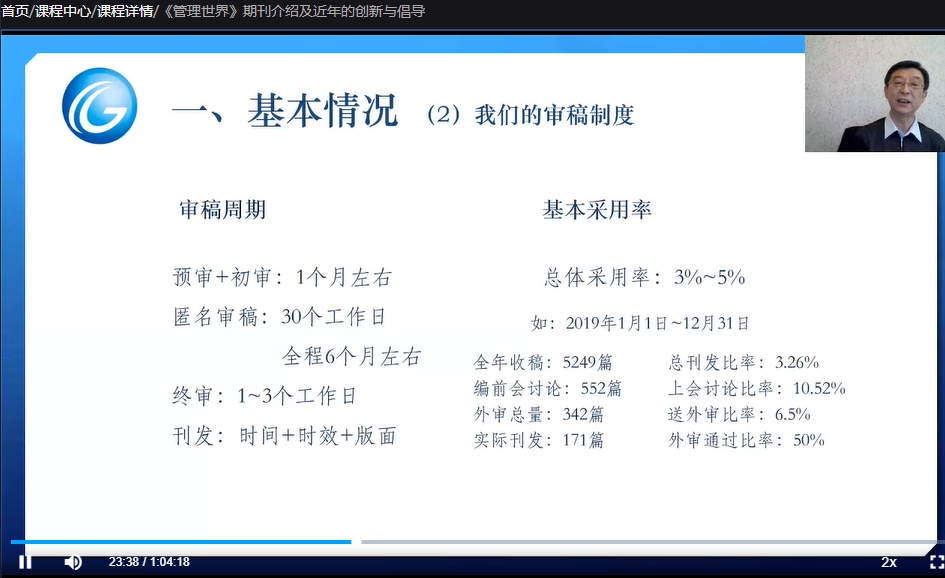 首页/课程中心/课程详情/《管理世界》期刊介绍及近年的创新与倡导
一、基本情况 （2）我们的审稿制度
审稿周期
预审+初审：1个月左右
匿名审稿：30个工作日
全程6个月左右
终审：1~3个工作日
刊发：时间+时效+版面
基本采用率
总体采用率：3%~5%
如：2019年1月1日~12月31日
全年收稿：5249篇 总刊发比率：3.26%
编前会讨论：552篇 上会讨论比率：10.52%
外审总量：342篇 送外审比率：6.5%
实际刊发：171篇 外审通过比率：50%
23:38 / 1:04:18
2x